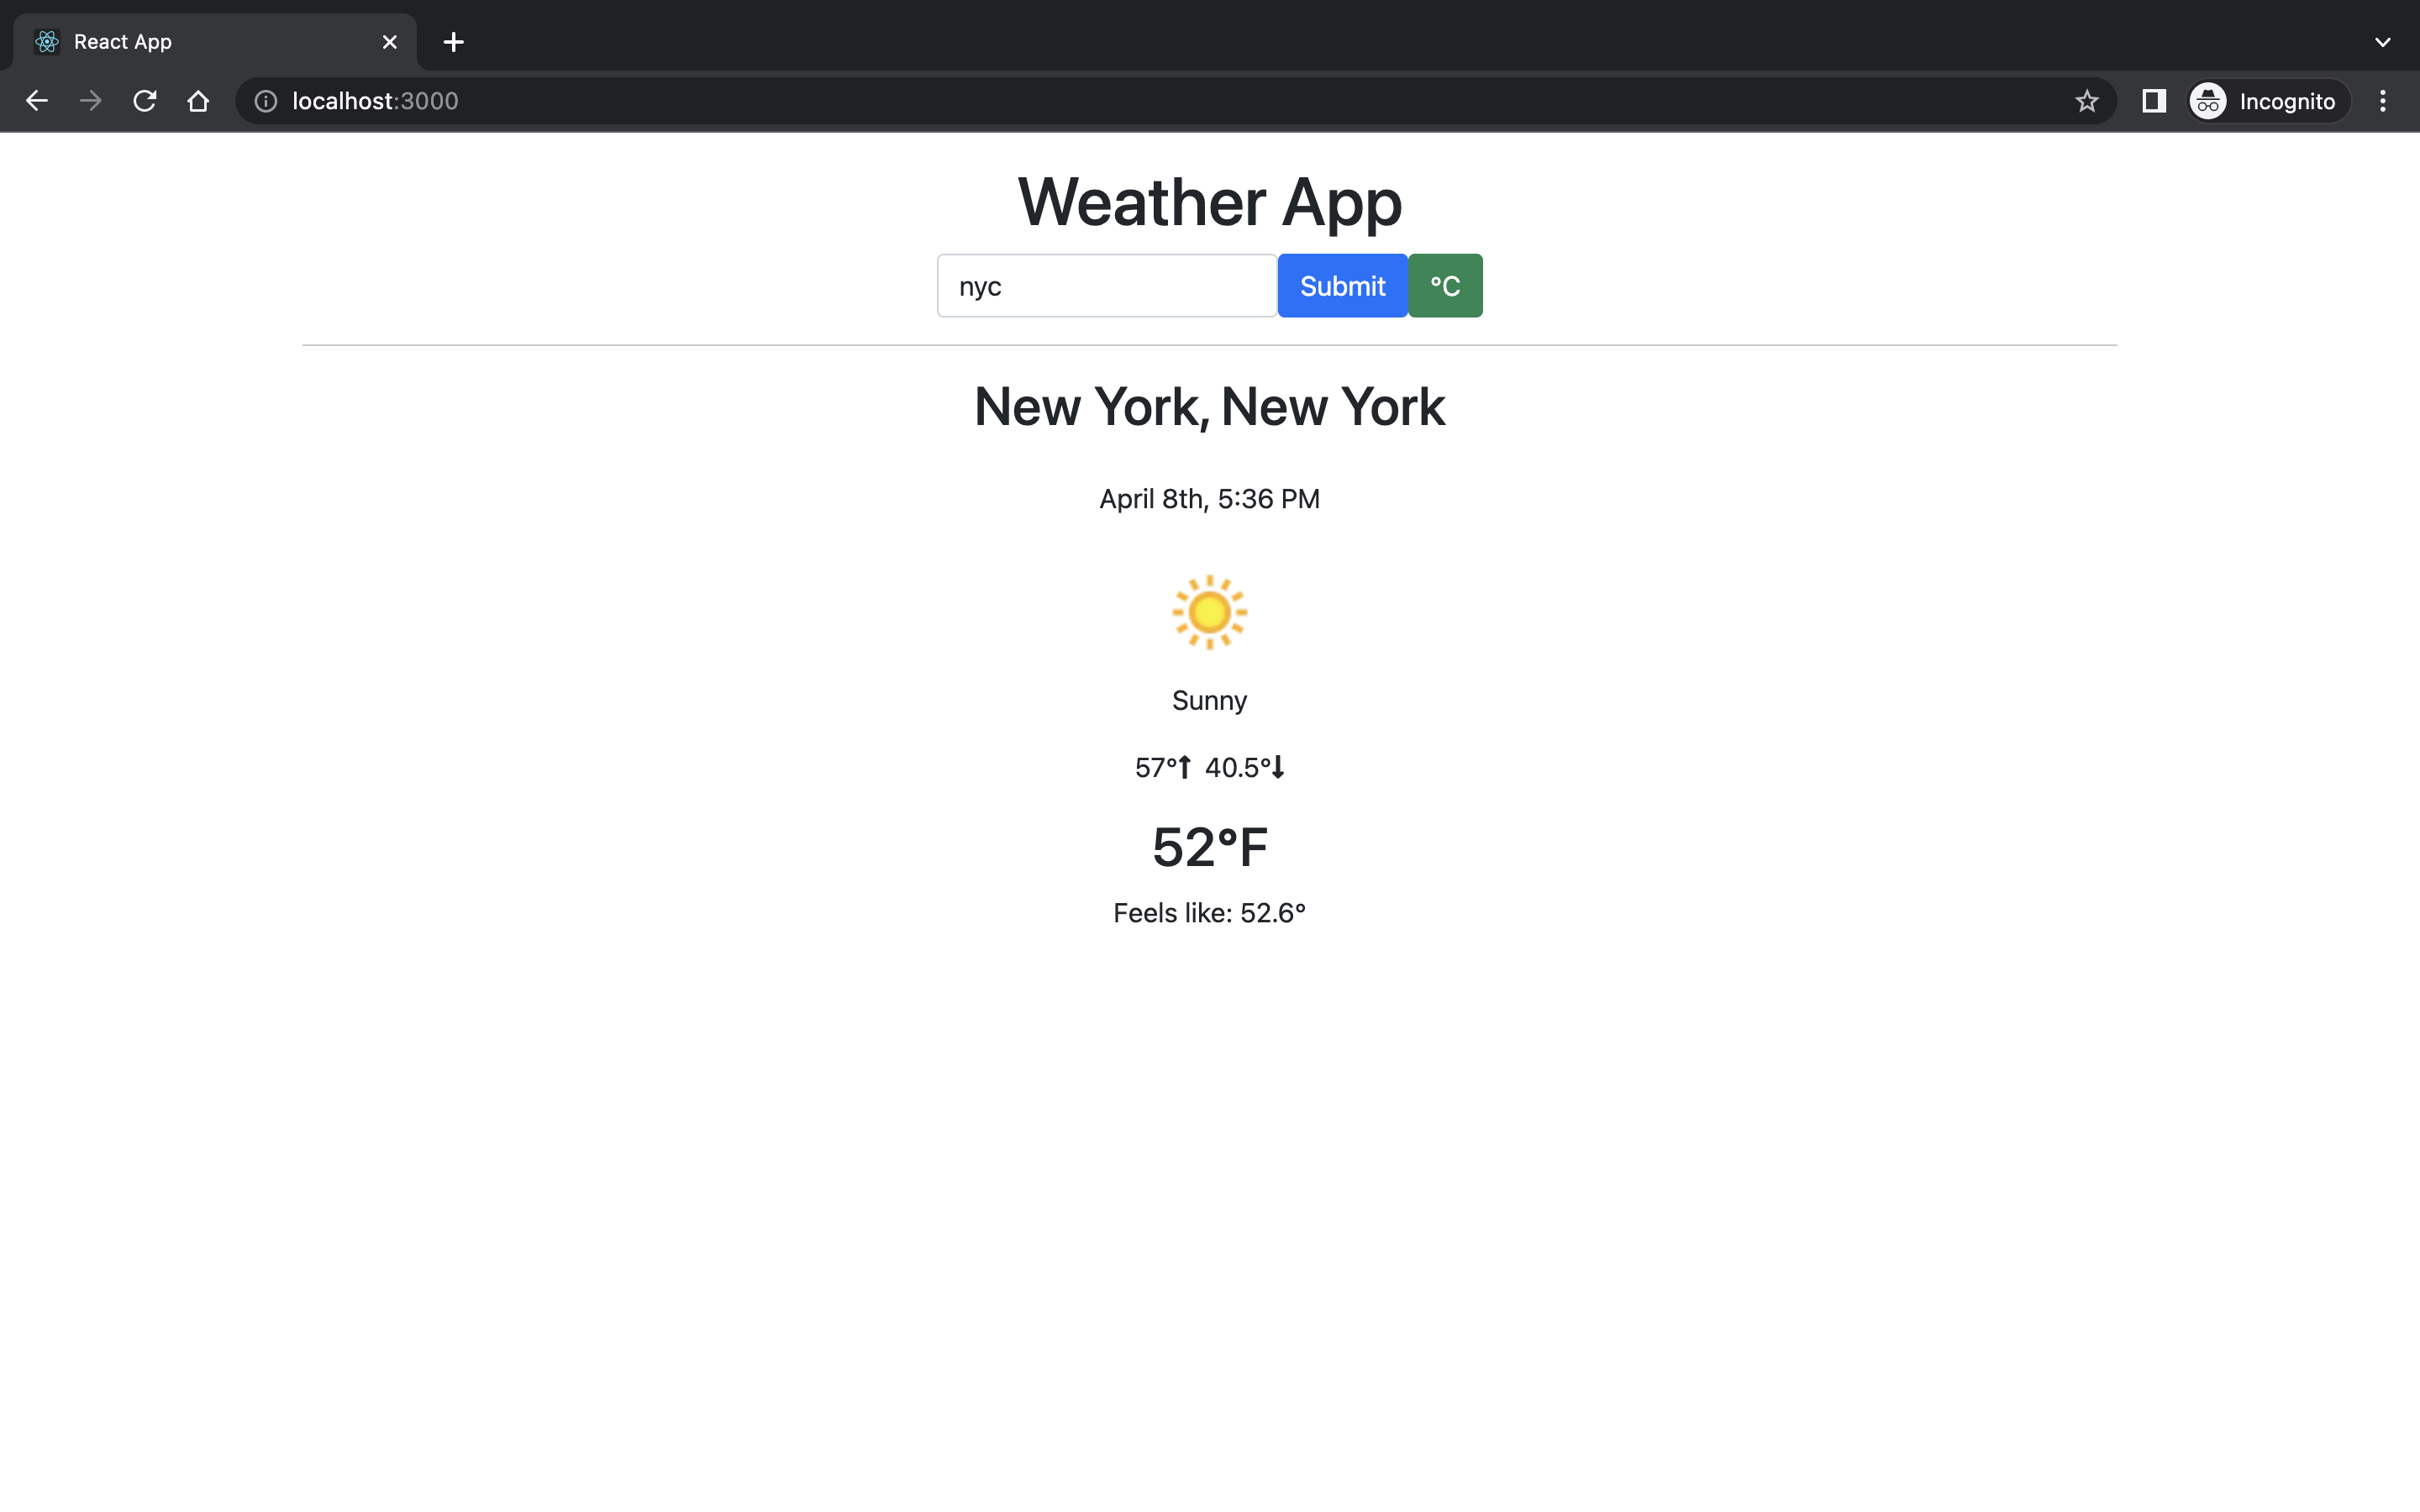 React App
localhost:3000
Incognito
Weather App
nyc Submit °C
New York, New York
April 8th, 5:36 PM
Sunny
57° 40.5°
52°F
Feels like: 52.6°